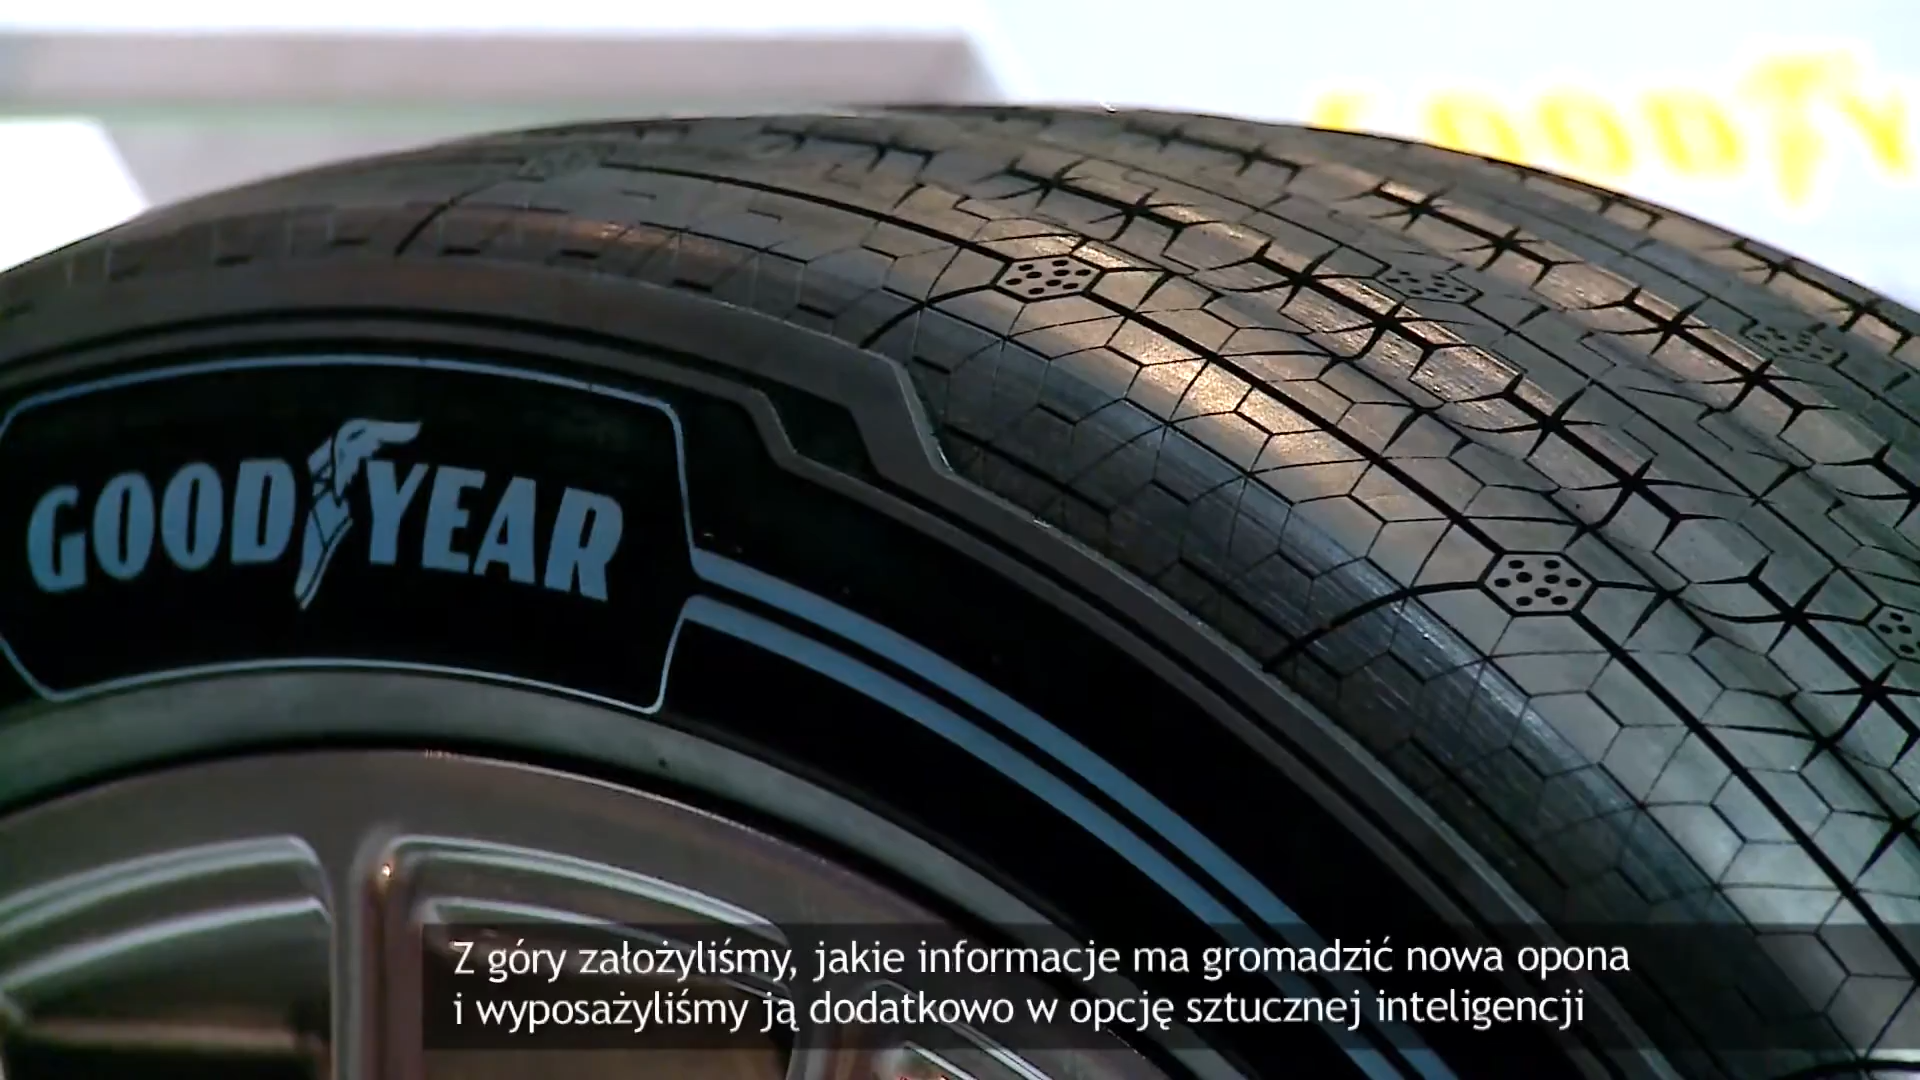 GOODYEAR
Z góry założyliśmy, jakie informacje ma gromadzić nowa opona
i wyposażyliśmy ją dodatkowo w opcję sztucznej inteligencji